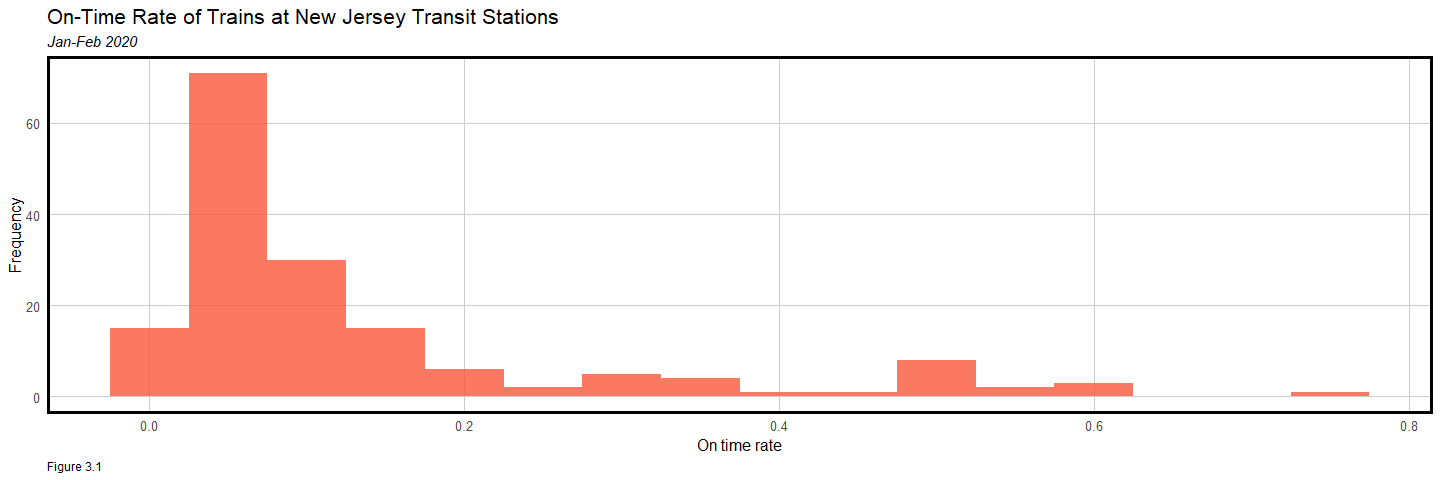 On-Time Rate of Trains at New Jersey Transit Stations
Jan-Feb 2020
60
40
20
0
Frequency
0.0 0.2 0.4 0.6 0.8
On time rate
Figure 3.1